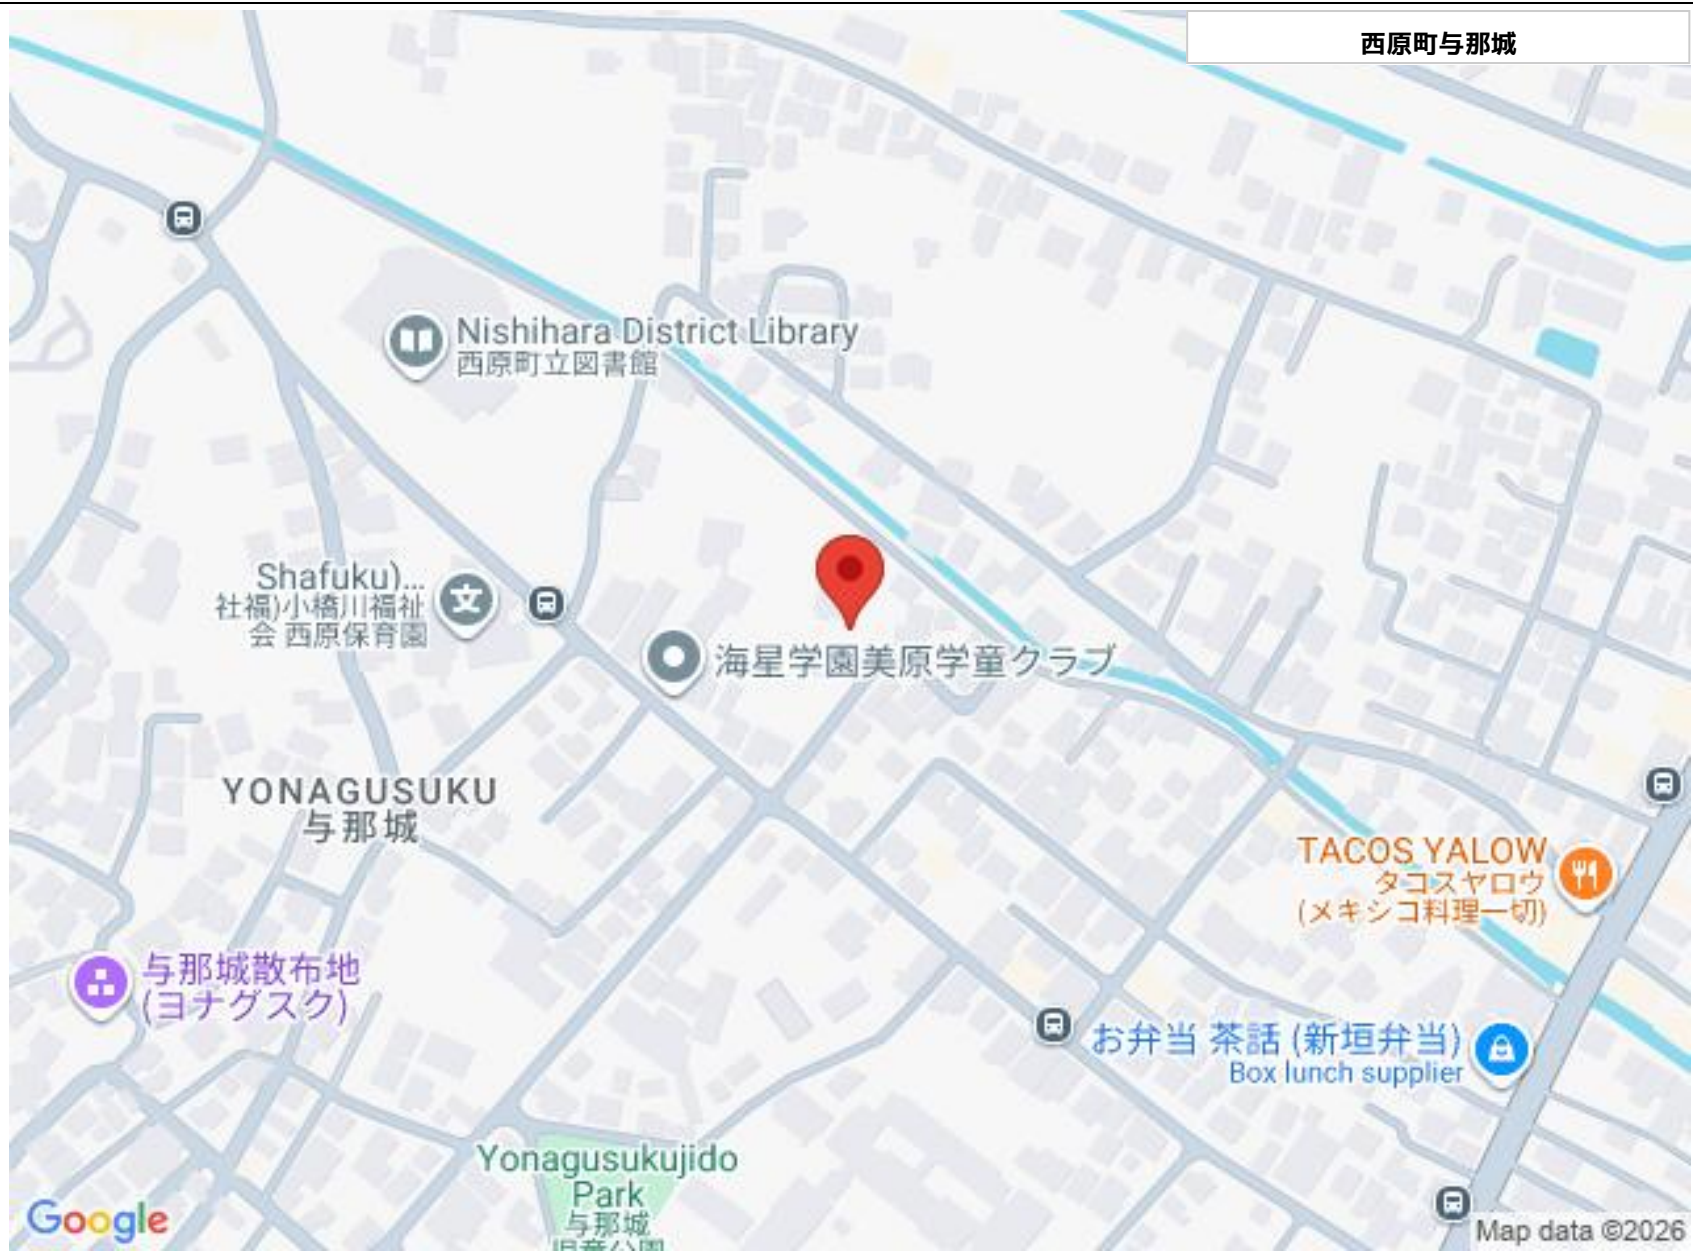 西原町与那城
Nishihara District Library
西原町立図書館
Shafuku)...
社福)小橋川福祉
会 西原保育園
海星学園美原学童クラブ
YONAGUSUKU
与那城
TACOS YALOW
タコスヤロウ
(メキシコ料理一切)
与那城散布地
(ヨナグスク)
お弁当 茶話 (新垣弁当)
Box lunch supplier
Yonagusukujido
Park
与那城
児童公園
Google
Map data ©2026